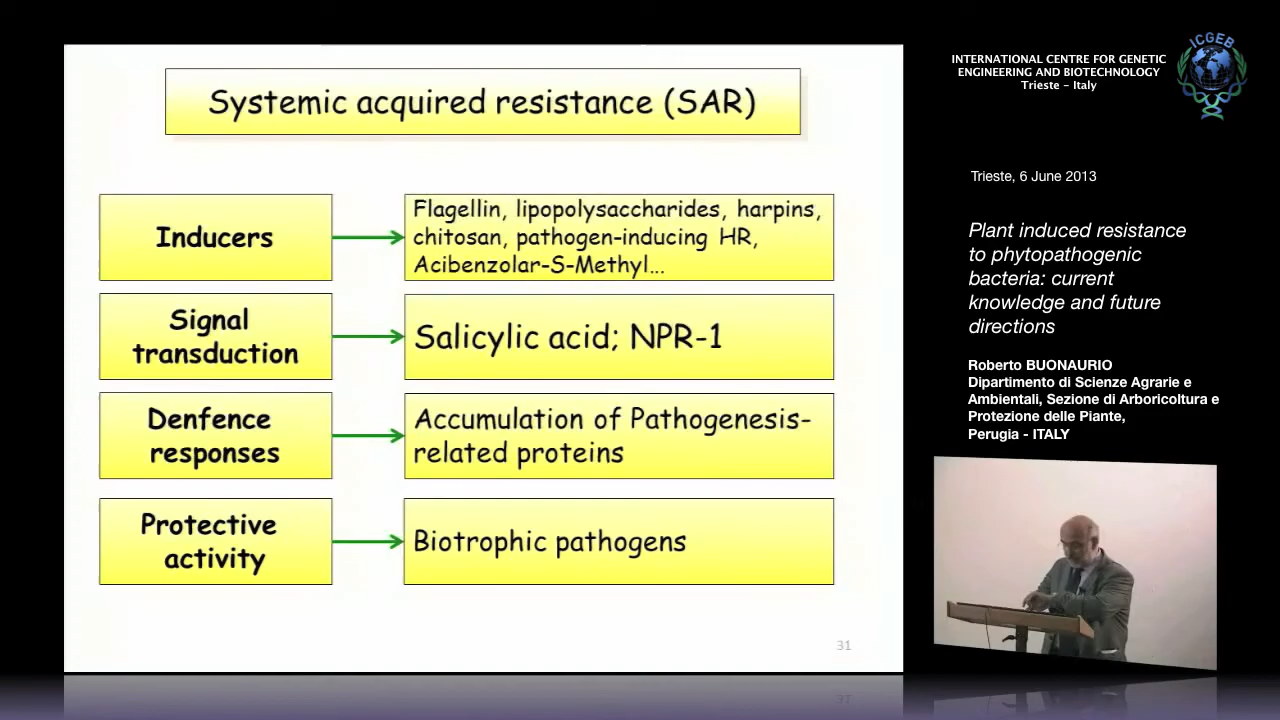 Systemic acquired resistance (SAR)
Inducers
Flagellin, lipopolysaccharides, harpins,
chitosan, pathogen-inducing HR,
Acibenzolar-S-Methyl...
Signal
transduction
Salicylic acid; NPR-1
Denfence
responses
Accumulation of Pathogenesis-
related proteins
Protective
activity
Biotrophic pathogens
31
INTERNATIONAL CENTRE FOR GENETIC
ENGINEERING AND BIOTECHNOLOGY
Trieste - Italy
ICGEB
Trieste, 6 June 2013
Plant induced resistance
to phytopathogenic
bacteria: current
knowledge and future
directions
Roberto BUONAURIO
Dipartimento di Scienze Agrarie e
Ambientali, Sezione di Arboricoltura e
Protezione delle Piante,
Perugia - ITALY